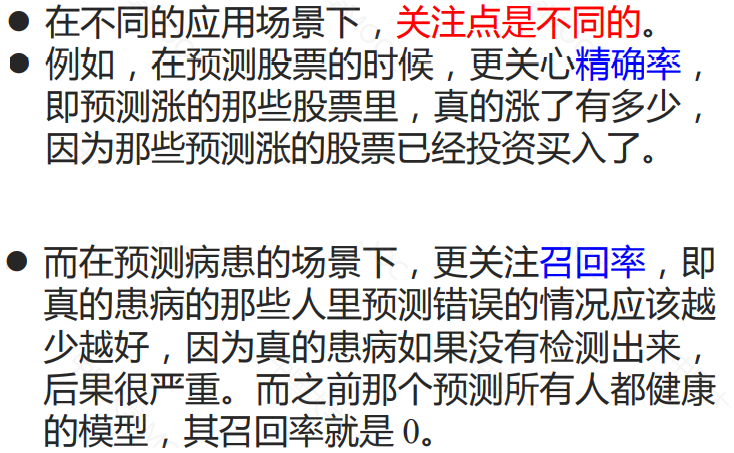 ● 在不同的应用场景下，关注点是不同的。
● 例如，在预测股票的时候，更关心精确率，
即预测涨的那些股票里，真的涨了有多少，
因为那些预测涨的股票已经投资买入了。
● 而在预测病患的场景下，更关注召回率，即
真的患病的那些人里预测错误的情况应该越
少越好，因为真的患病如果没有检测出来，
后果很严重。而之前那个预测所有人都健康
的模型，其召回率就是 0。